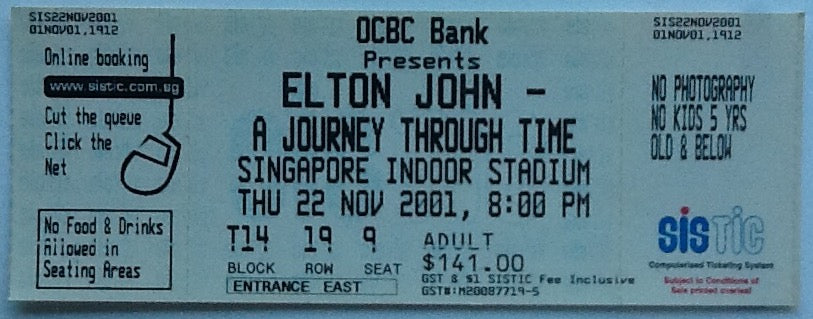 SIS22NOV2001
01NOV01,1912
Online booking
www.sistic.com.sg
Cut the queue
Click the
Net
No Food & Drinks
Allowed in
Seating Areas
OCBC Bank
Presents
ELTON JOHN -
A JOURNEY THROUGH TIME
SINGAPORE INDOOR STADIUM
THU 22 NOV 2001, 8:00 PM
T14 19 9 ADULT
BLOCK ROW SEAT $141.00
GST & $1 SISTIC Fee Inclusive
ENTRANCE EAST
GST#:M20087719-5
SIS22NOV2001
01NOV01,1912
NO PHOTOGRAPHY
NO KIDS 5 YRS
OLD & BELOW
SISTIC
Computerised Ticketing System
Subject to Conditions of
Sale printed overleaf